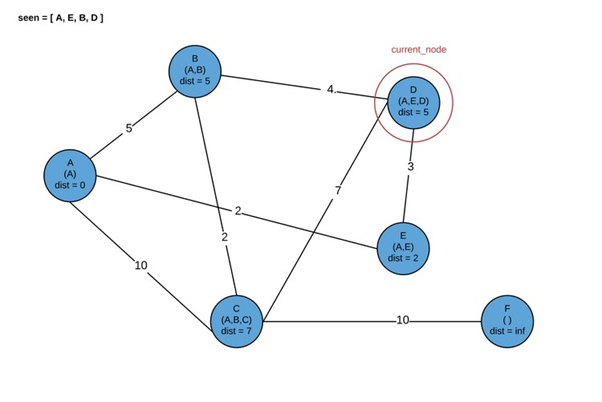 seen = [ A, E, B, D ]
current_node
B
(A,B)
dist = 5
4
D
(A,E,D)
dist = 5
5
A
(A)
dist = 0
3
7
2
2
E
(A,E)
dist = 2
10
C
(A,B,C)
dist = 7
10
F
( )
dist = inf